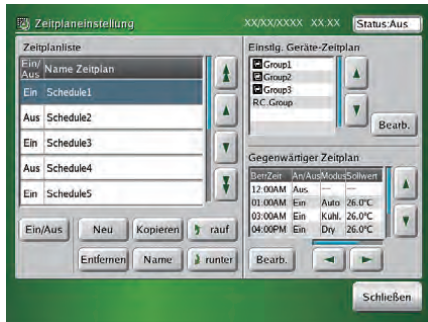 Zeitplaneinstellung XX/XX/XXXX XX:XX Status:Aus
Zeitplanliste
Ein/Aus Name Zeitplan
Ein Schedule1
Aus Schedule2
Ein Schedule3
Aus Schedule4
Ein Schedule5
Ein/Aus Neu Kopieren rauf
Entfernen Name runter
Einstlg. Geräte-Zeitplan
Group1
Group2
Group3
RC.Group
Bearb.
Gegenwärtiger Zeitplan
BetrZeit An/Aus Modus Sollwert
12:00AM Aus --- ---
01:00AM Ein Auto 26.0°C
03:00AM Ein Kühl. 26.0°C
04:00PM Ein Dry 26.0°C
Bearb.
Schließen